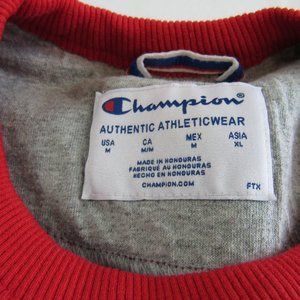 Champion®
AUTHENTIC ATHLETICWEAR
USA CA MEX ASIA
M M/M M XL
MADE IN HONDURAS
FABRIQUÉ AU HONDURAS
HECHO EN HONDURAS
CHAMPION.COM
FTX